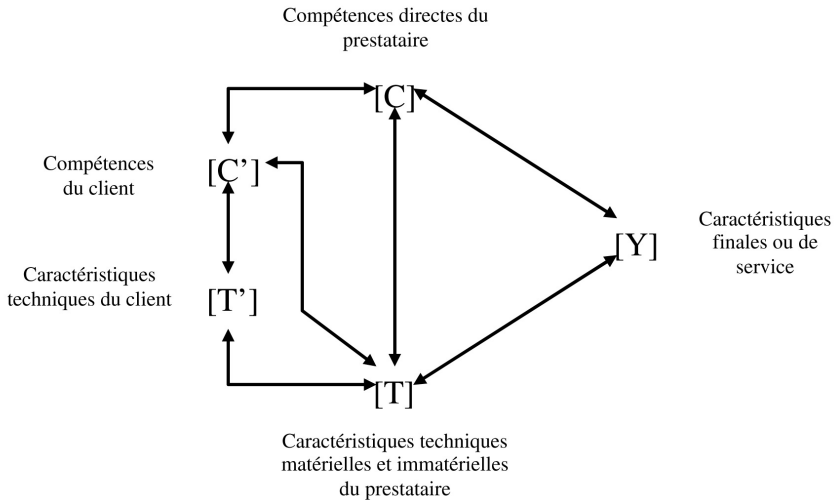 Compétences directes du
prestataire
[C]
Compétences
du client
[C’]
Caractéristiques
finales ou de
service
[Y]
Caractéristiques
techniques du client
[T’]
[T]
Caractéristiques techniques
matérielles et immatérielles
du prestataire